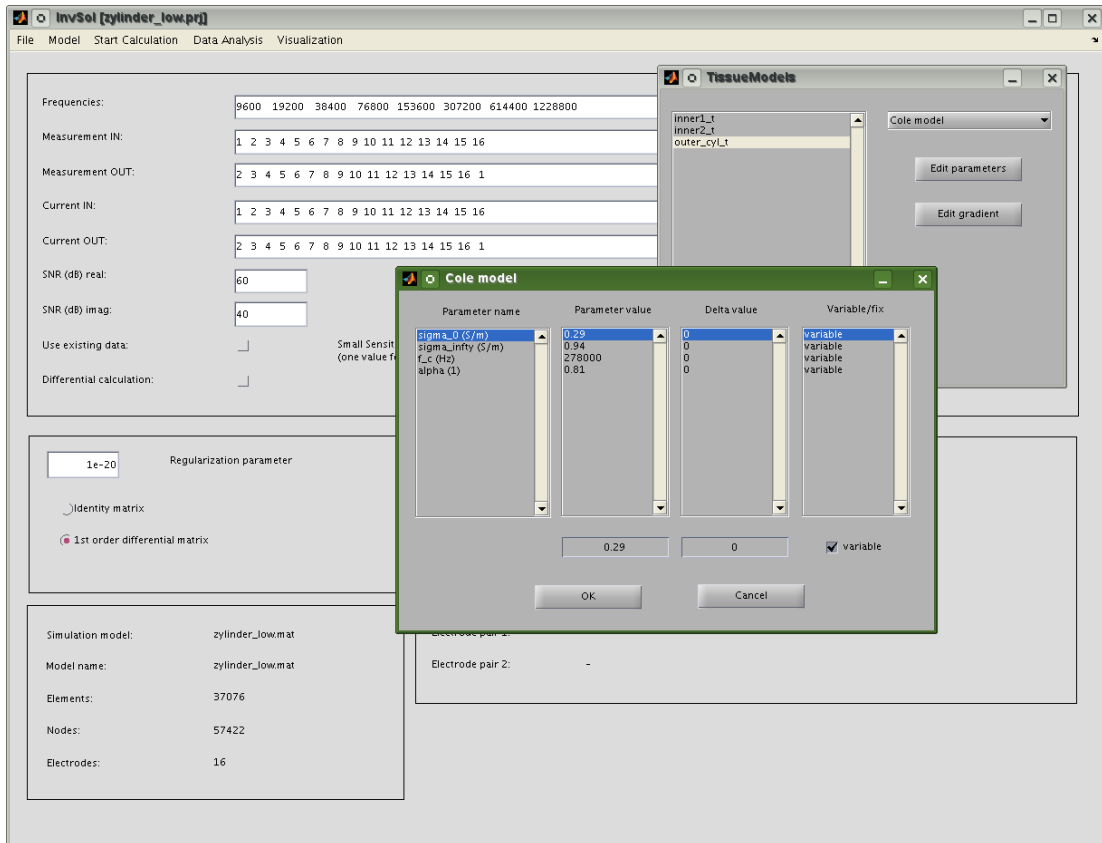 InvSol [zylinder_low.prj]
File Model Start Calculation Data Analysis Visualization
Frequencies:
9600 19200 38400 76800 153600 307200 614400 1228800
Measurement IN:
1 2 3 4 5 6 7 8 9 10 11 12 13 14 15 16
Measurement OUT:
2 3 4 5 6 7 8 9 10 11 12 13 14 15 16 1
Current IN:
1 2 3 4 5 6 7 8 9 10 11 12 13 14 15 16
Current OUT:
2 3 4 5 6 7 8 9 10 11 12 13 14 15 16 1
SNR (dB) real:
60
SNR (dB) imag:
40
Use existing data:
Small Sensit
(one value f
Differential calculation:
1e-20
Regularization parameter
Identity matrix
1st order differential matrix
Simulation model: zylinder_low.mat
Model name: zylinder_low.mat
Elements: 37076
Nodes: 57422
Electrodes: 16
Electrode pair 1:
Electrode pair 2: -
TissueModels
inner1_t
inner2_t
outer_cyl_t
Cole model
Edit parameters
Edit gradient
Cole model
Parameter name Parameter value Delta value Variable/fix
sigma_0 (S/m) 0.29 0 variable
sigma_infty (S/m) 0.94 0 variable
f_c (Hz) 278000 0 variable
alpha (1) 0.81 0 variable
0.29 0 variable
OK Cancel